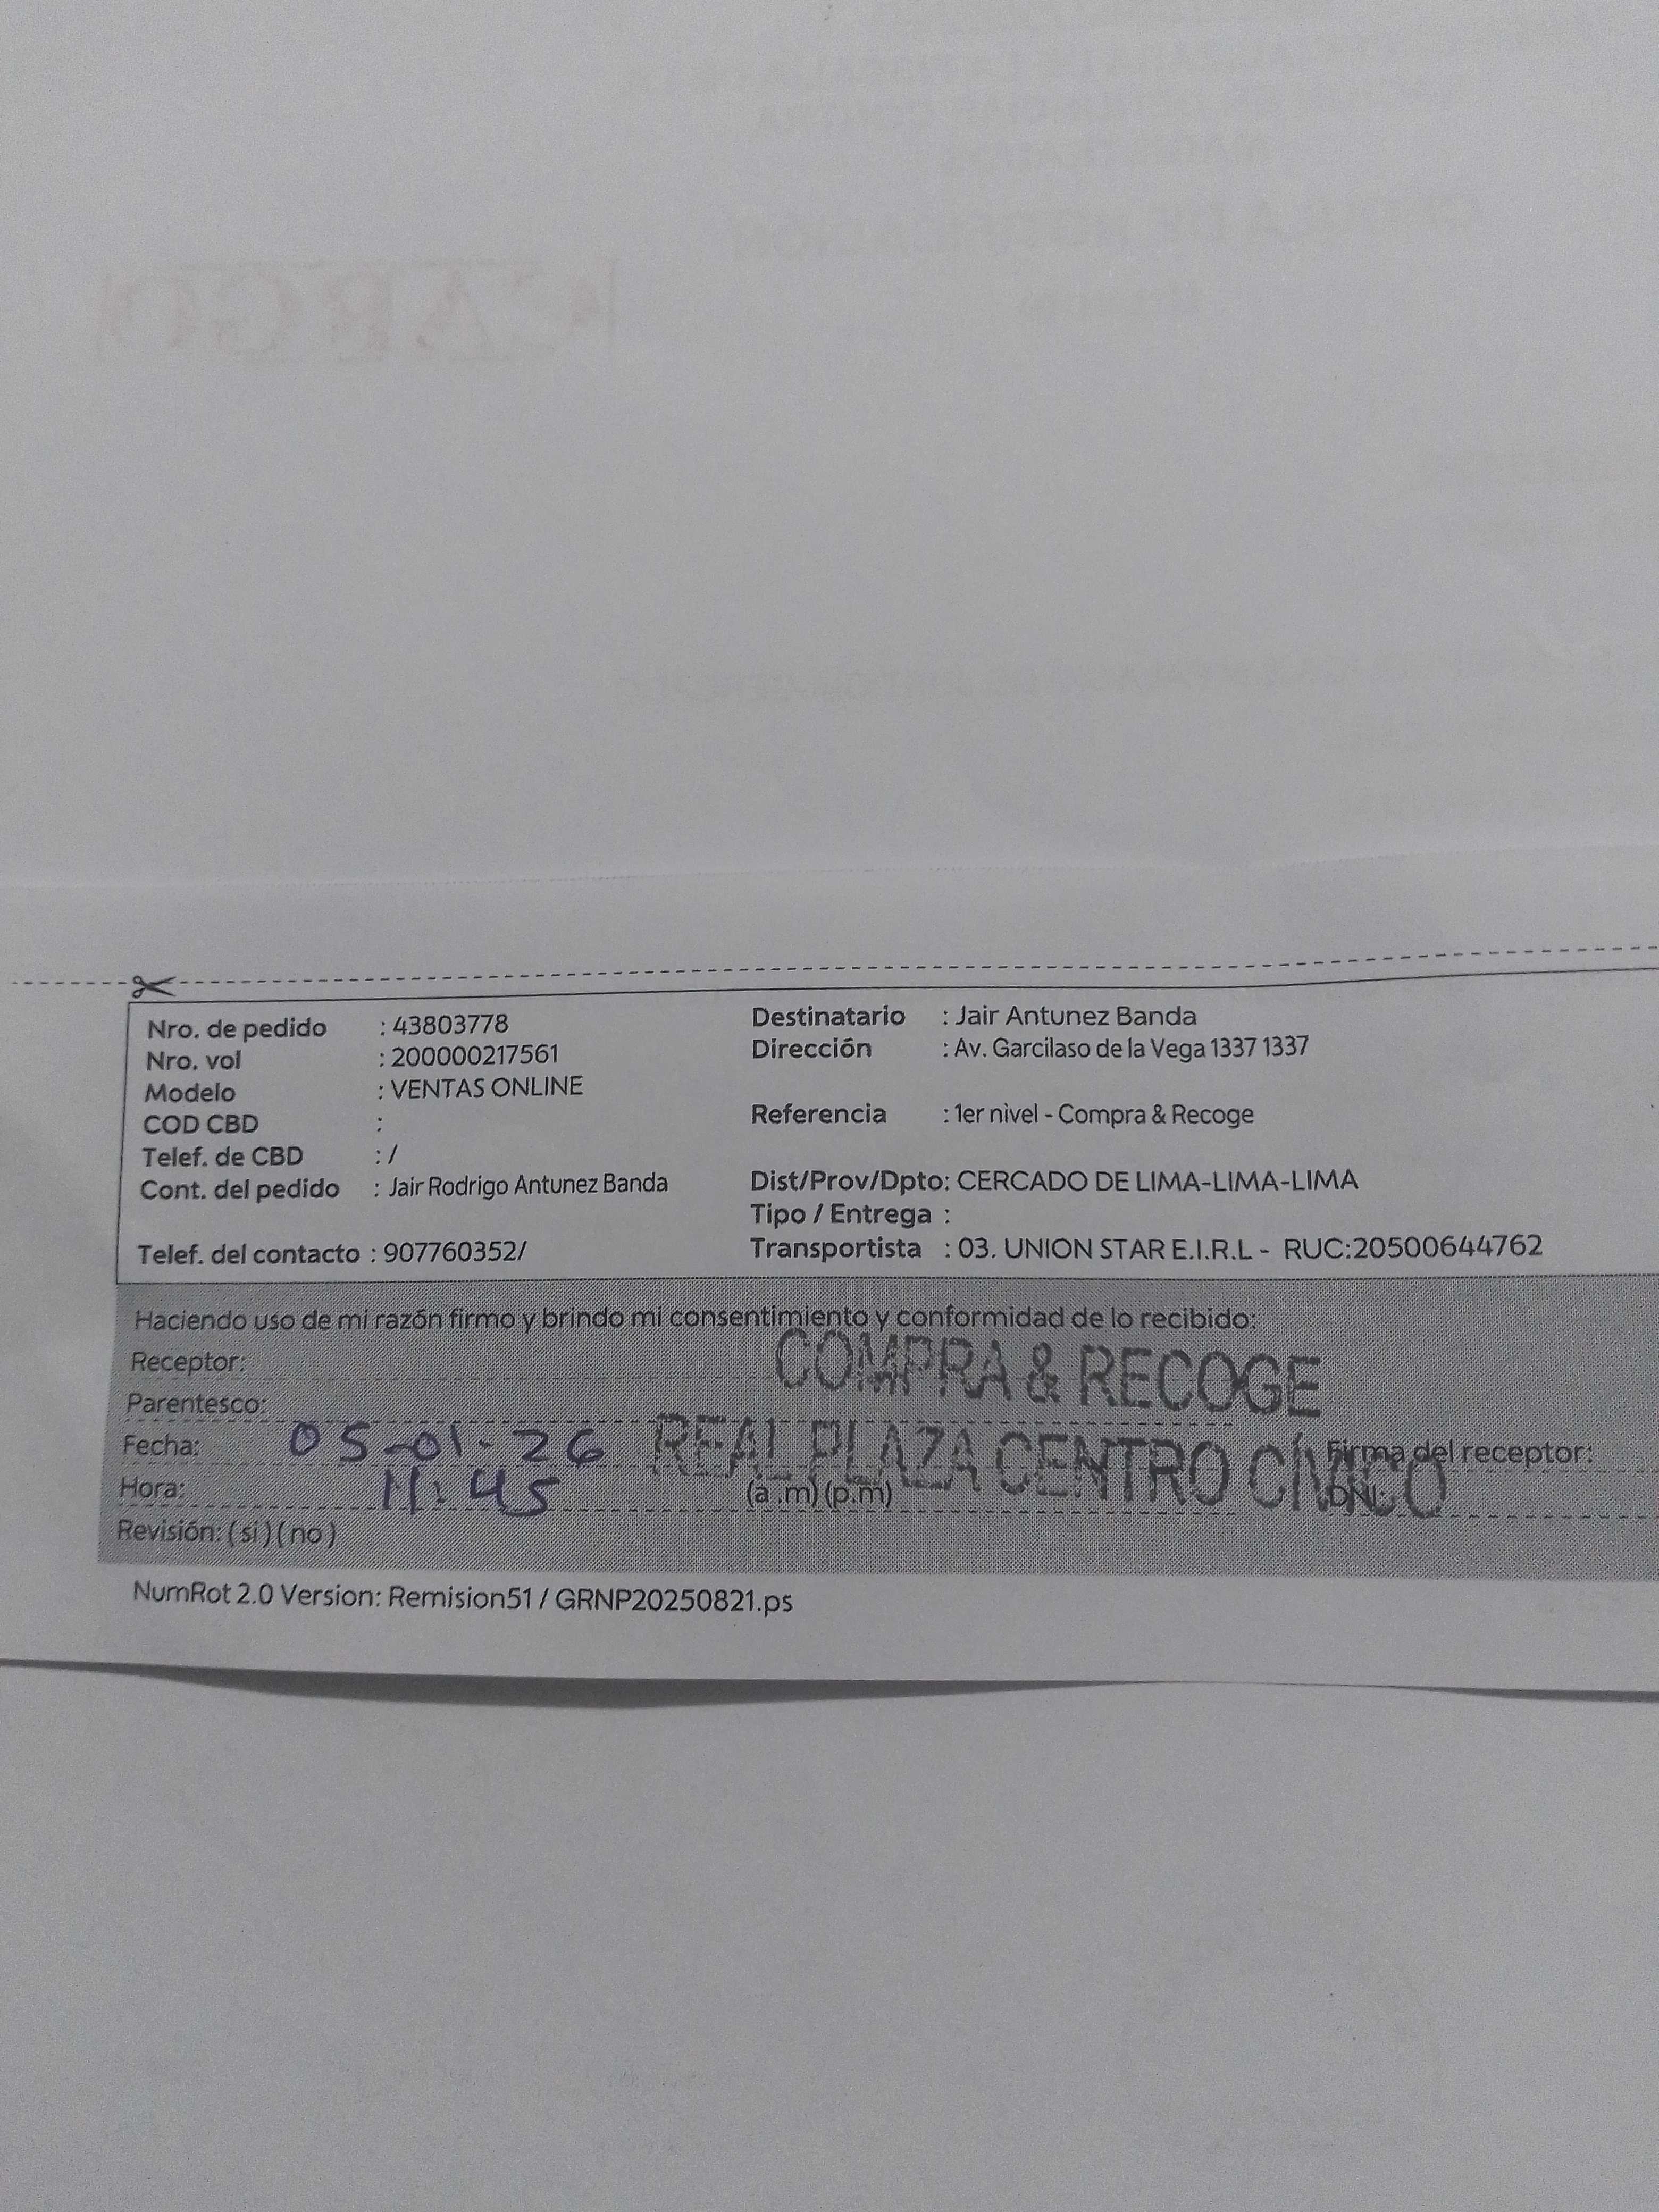 Nro. de pedido : 43803778
Nro. vol : 200000217561
Modelo : VENTAS ONLINE
COD CBD :
Telef. de CBD : /
Cont. del pedido : Jair Rodrigo Antunez Banda
Telef. del contacto : 907760352/
Destinatario : Jair Antunez Banda
Dirección : Av. Garcilaso de la Vega 1337 1337
Referencia : 1er nivel - Compra & Recoge
Dist/Prov/Dpto: CERCADO DE LIMA-LIMA-LIMA
Tipo / Entrega :
Transportista : 03. UNION STAR E.I.R.L - RUC:20500644762
Haciendo uso de mi razón firmo y brindo mi consentimiento y conformidad de lo recibido:
Receptor:
COMPRA & RECOGE
Parentesco:
Fecha: 05-01-26
REAL PLAZA CENTRO CÍVICO
Firma del receptor:
Hora: 11:45 (a .m) (p.m)
DNI:
Revisión: ( si ) ( no )
NumRot 2.0 Version: Remision51 / GRNP20250821.ps